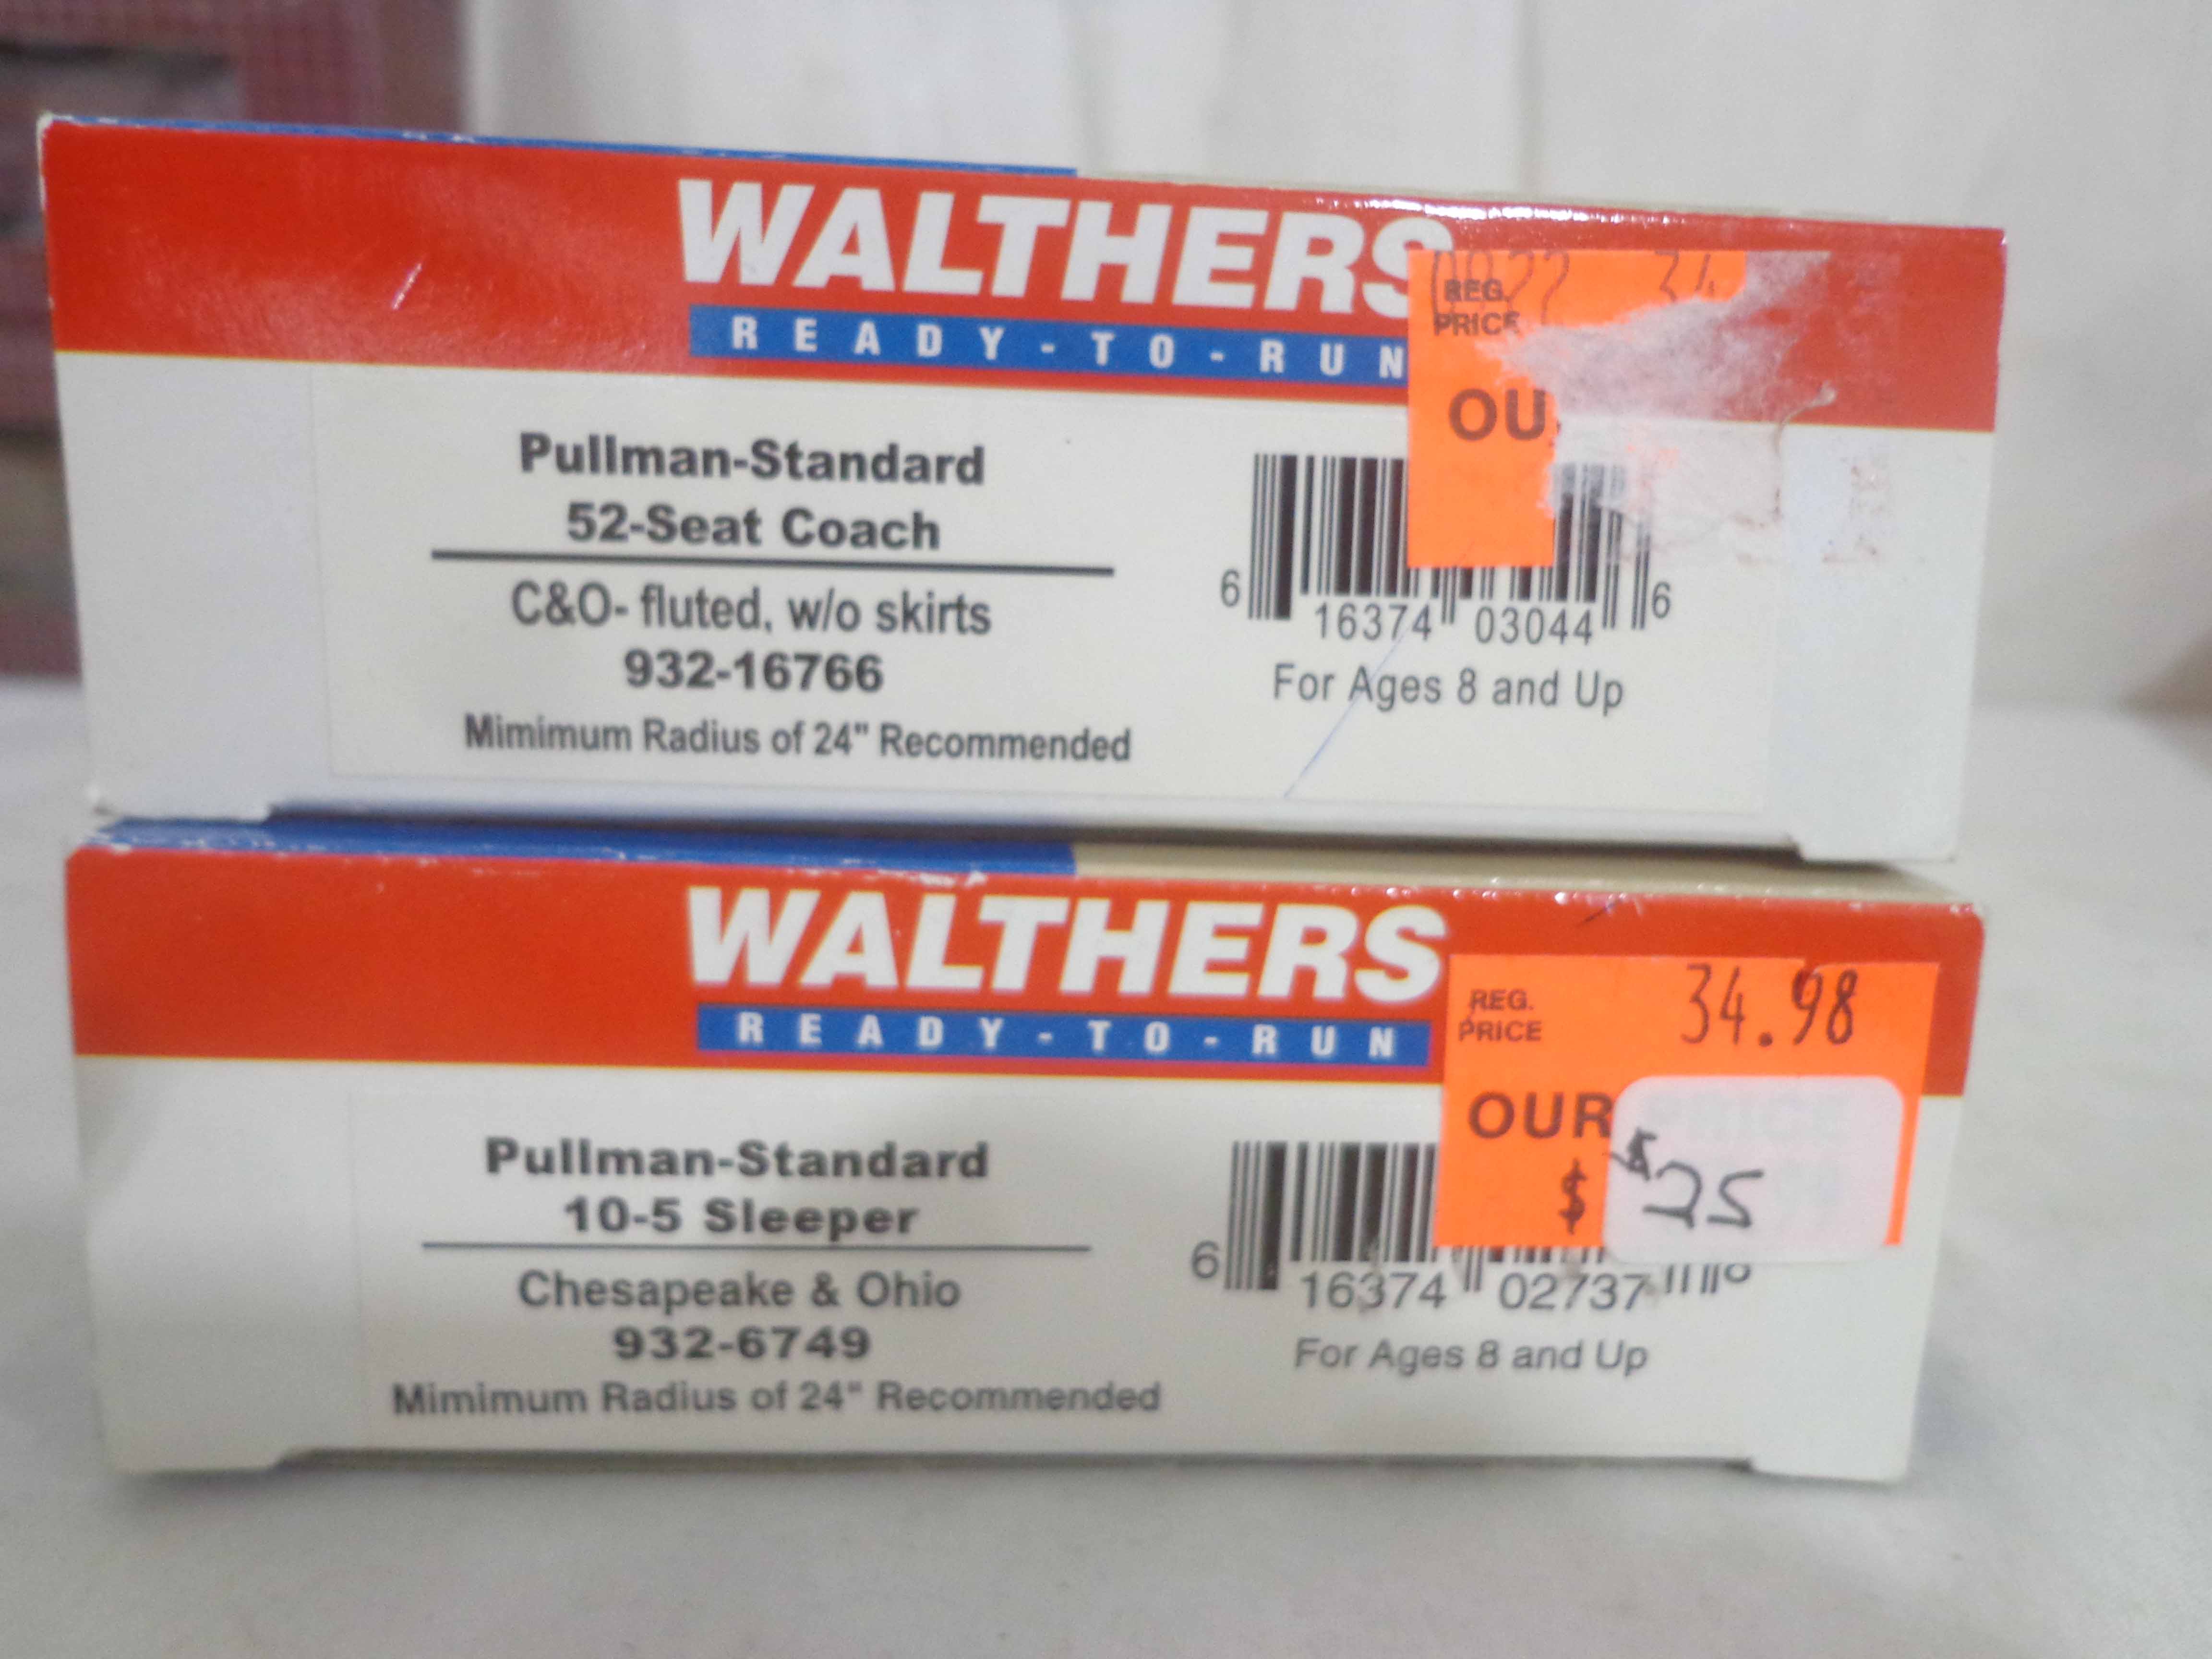 WALTHERS
READY-TO-RUN
REG.
PRICE
OU
Pullman-Standard
52-Seat Coach
C&O- fluted, w/o skirts
932-16766
Mimimum Radius of 24" Recommended
6 16374 03044 6
For Ages 8 and Up
WALTHERS
READY-TO-RUN
REG.
PRICE 34.98
OUR PRICE
$ $25
Pullman-Standard
10-5 Sleeper
Chesapeake & Ohio
932-6749
Mimimum Radius of 24" Recommended
6 16374 02737
For Ages 8 and Up